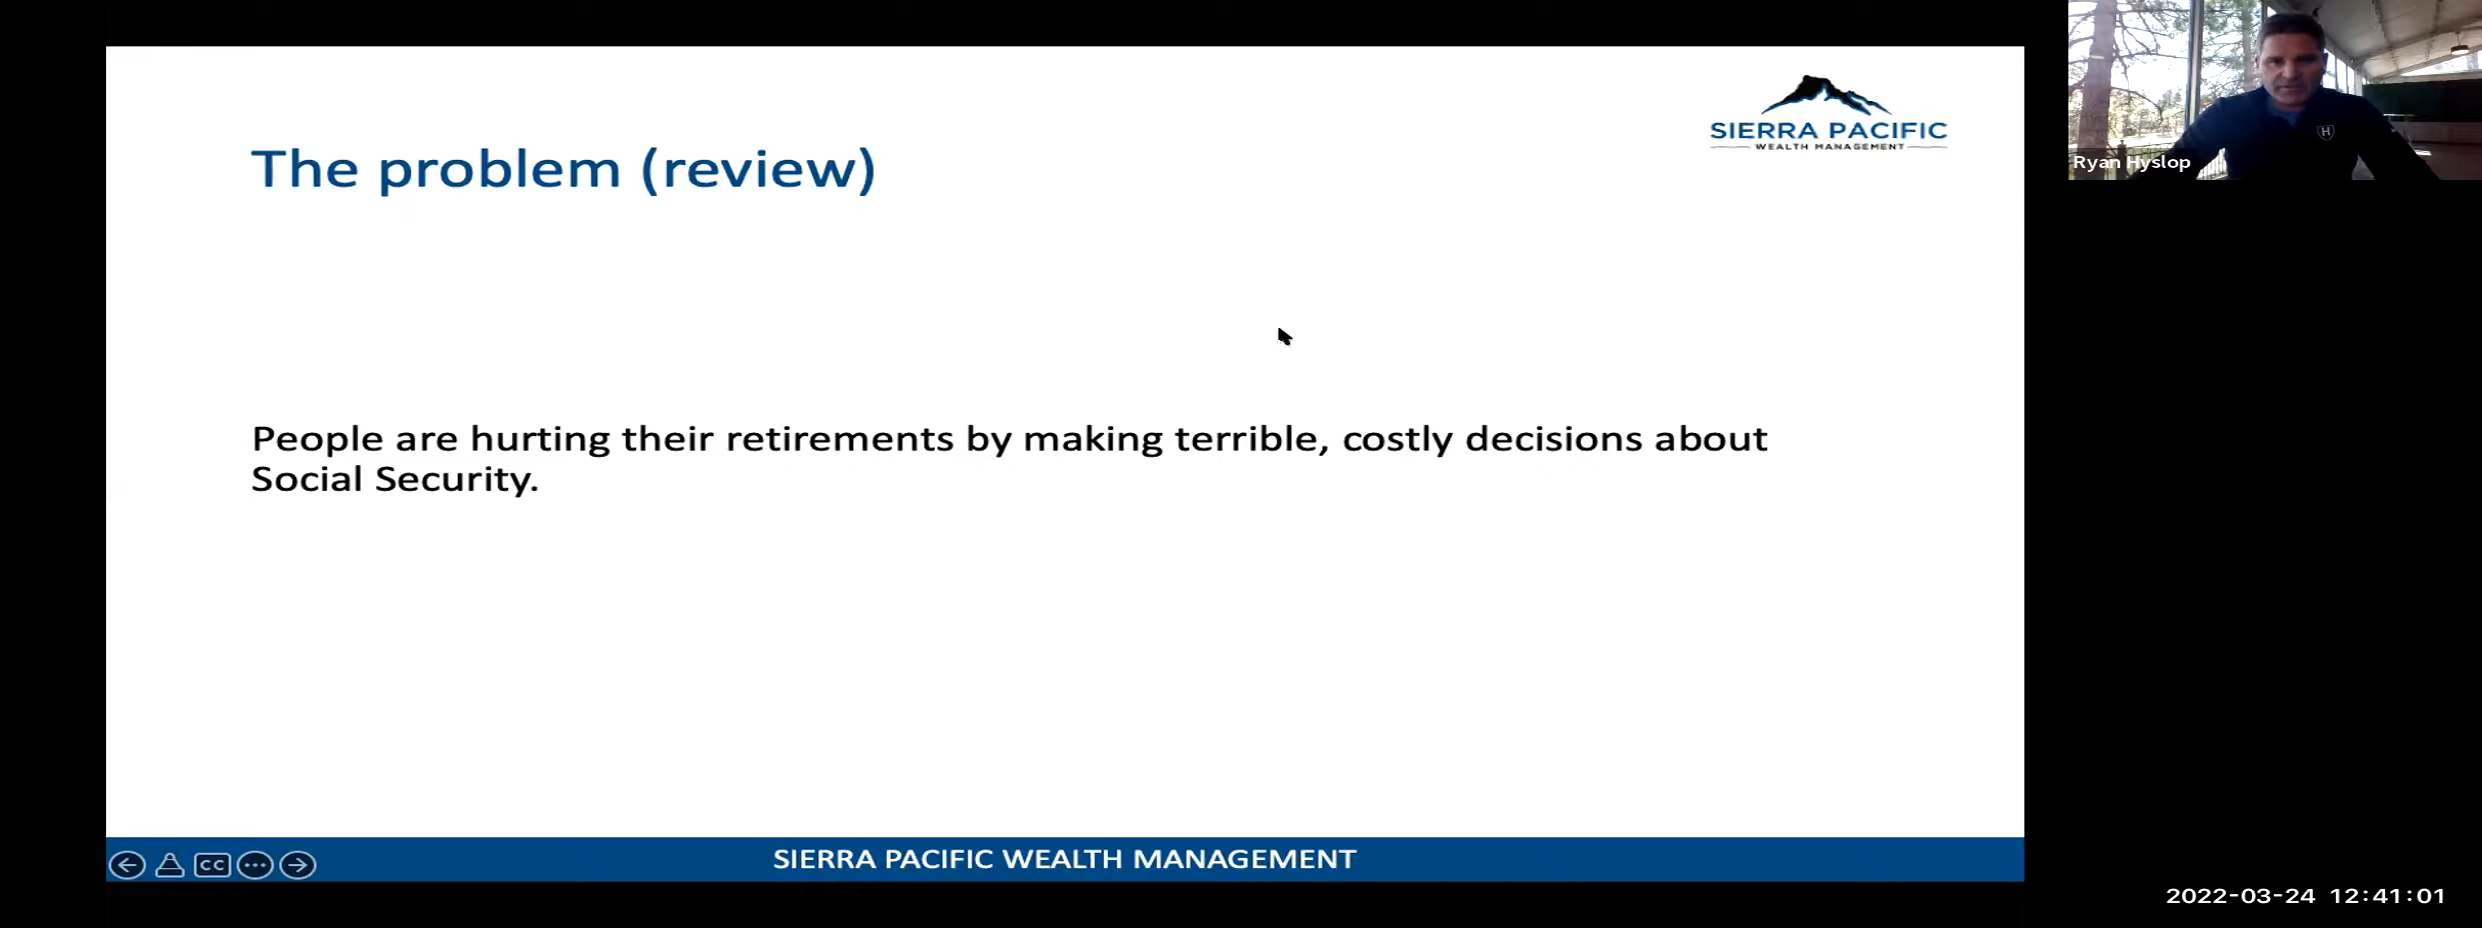 The problem (review)
SIERRA PACIFIC
WEALTH MANAGEMENT
Ryan Hyslop
H
People are hurting their retirements by making terrible, costly decisions about
Social Security.
CC
SIERRA PACIFIC WEALTH MANAGEMENT
2022-03-24 12:41:01